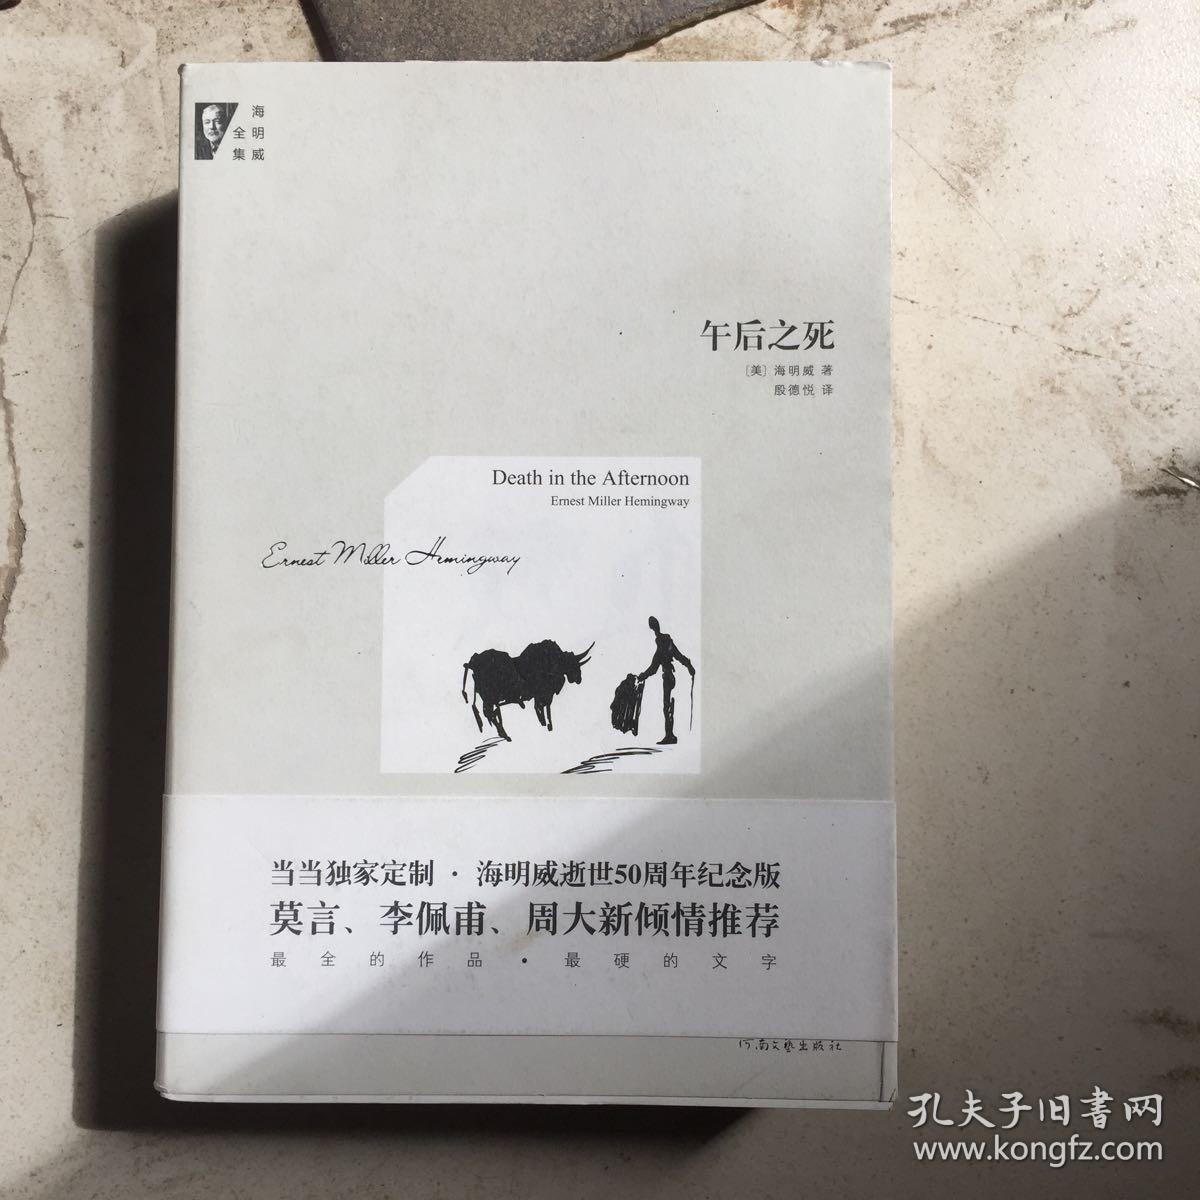 海明威
全集
午后之死
[美] 海明威 著
殷德悦 译
Death in the Afternoon
Ernest Miller Hemingway
Ernest Miller Hemingway
当当独家定制·海明威逝世50周年纪念版
莫言、李佩甫、周大新倾情推荐
最全的作品·最硬的文字
河南文艺出版社
孔夫子旧書网
www.kongfz.com